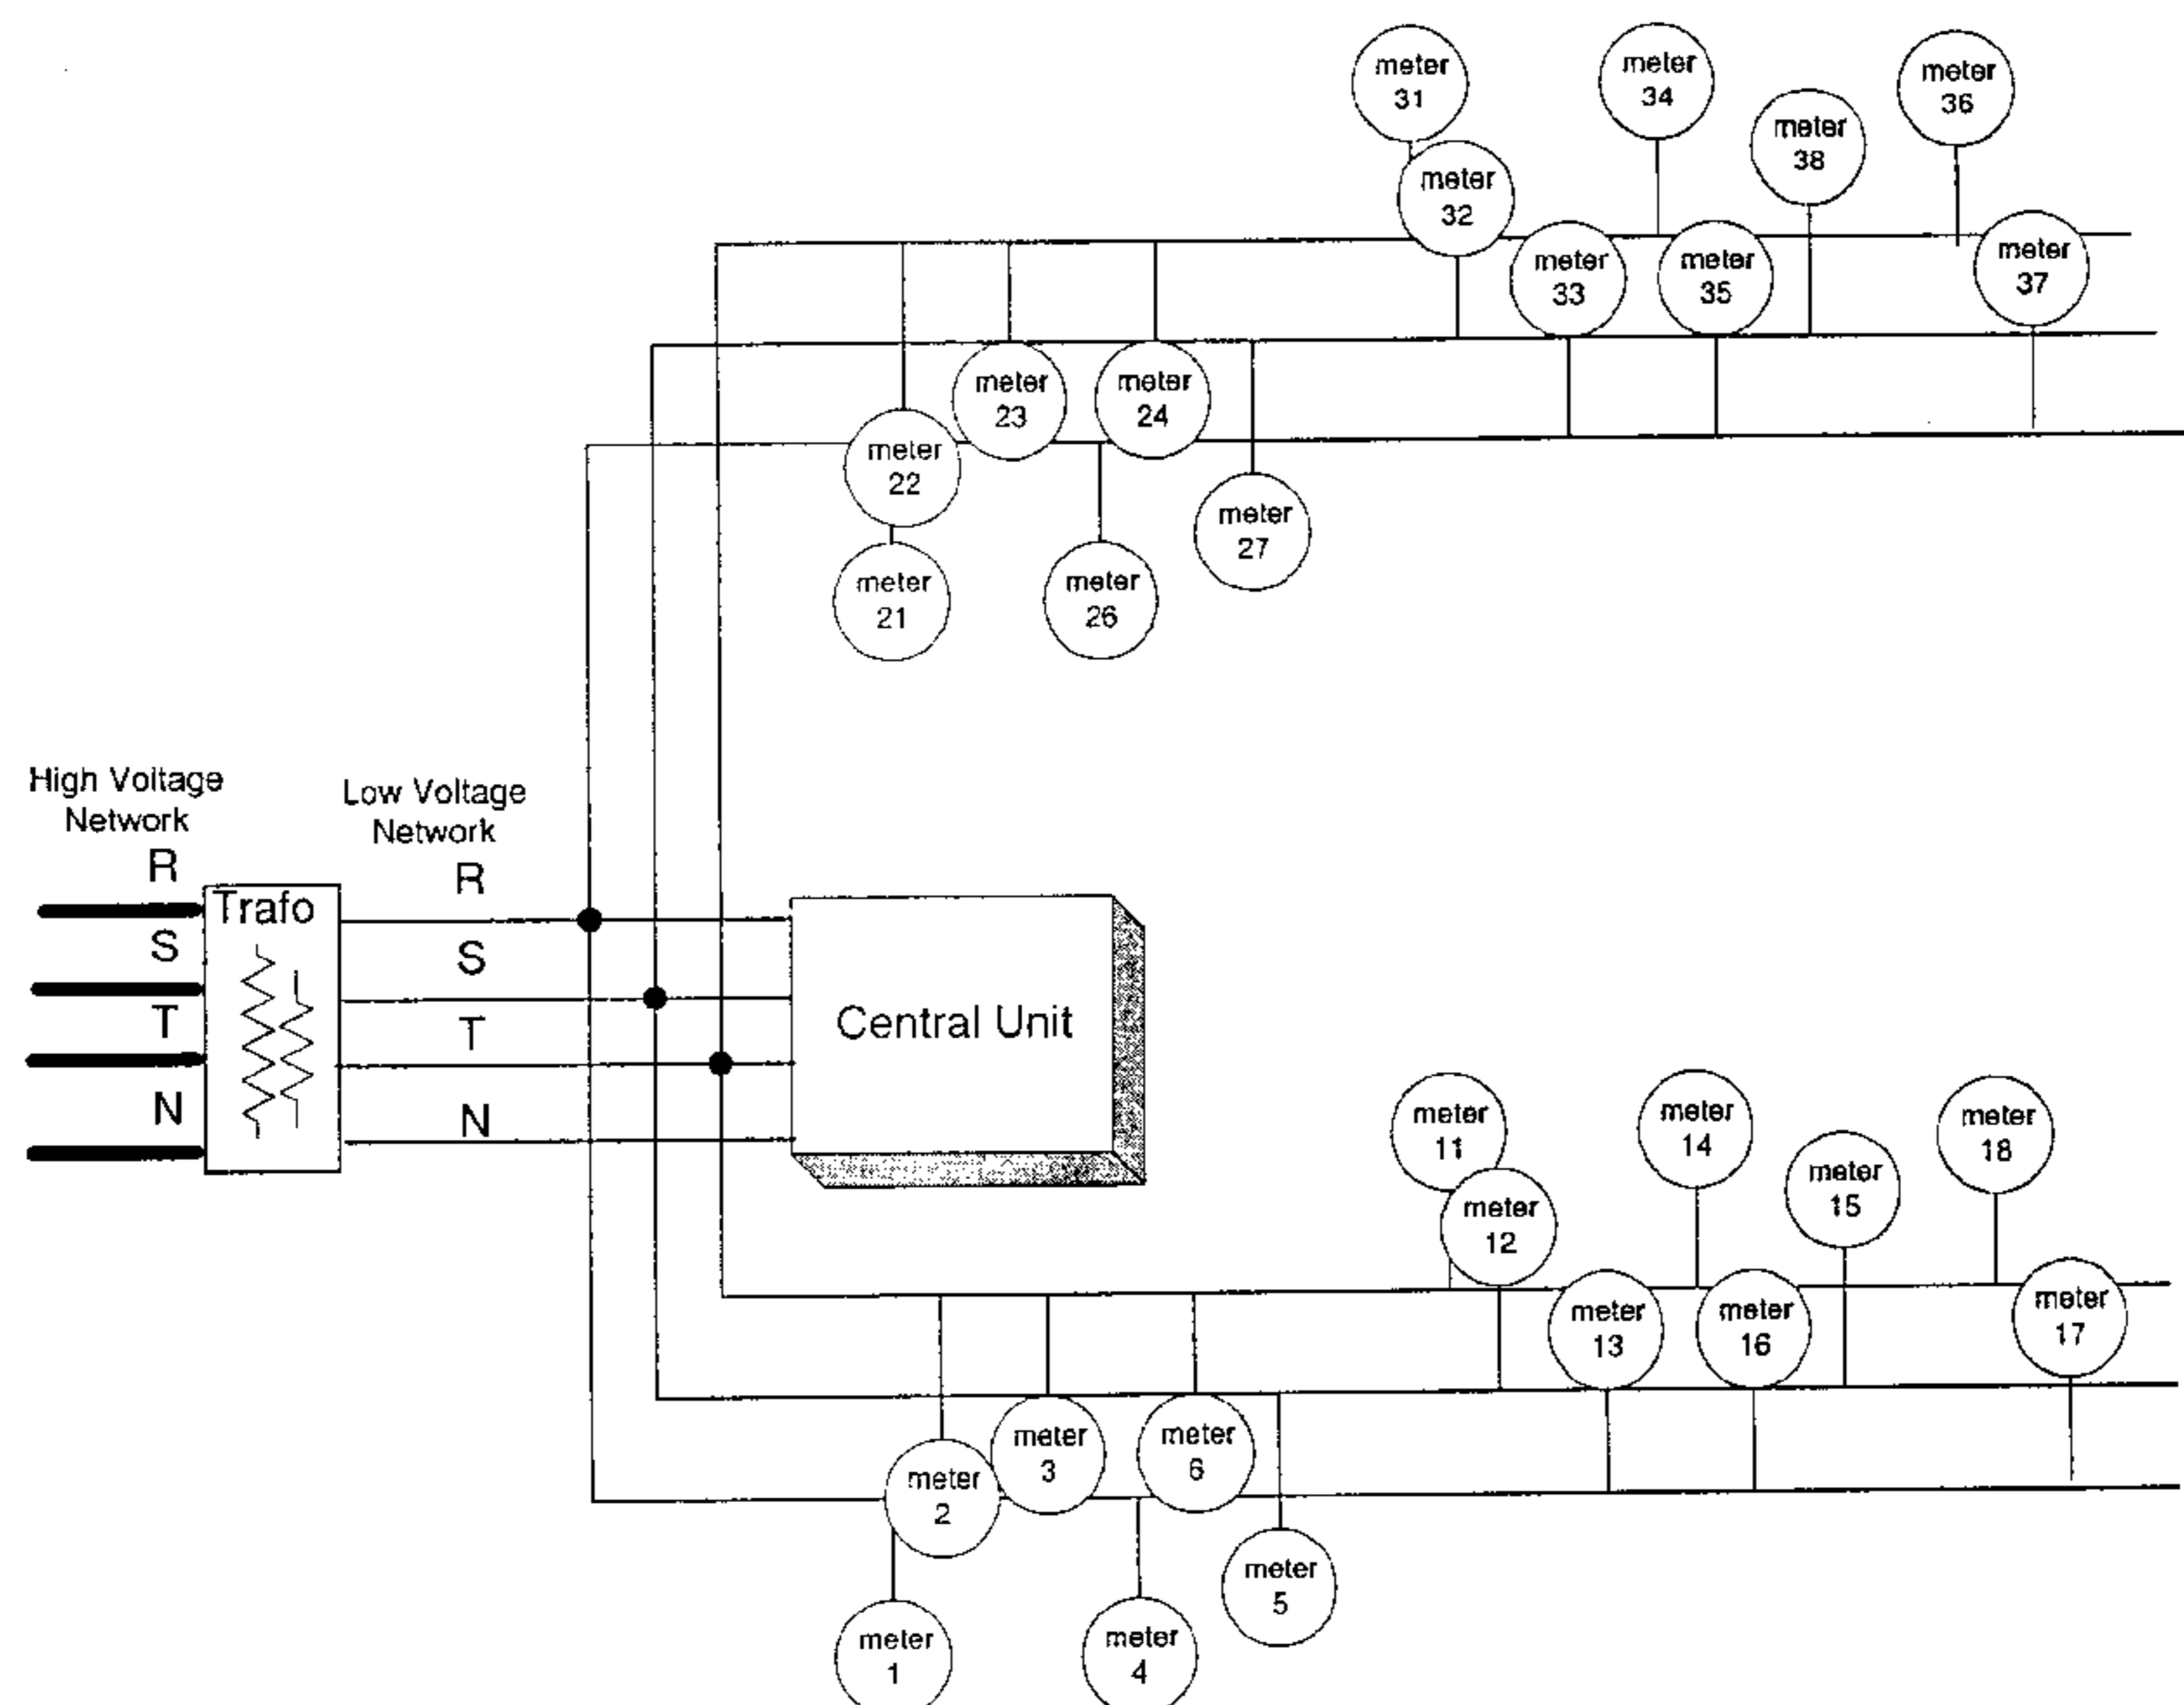 meter
31
meter
34
meter
36
meter
38
meter
32
meter
33
meter
35
meter
37
meter
23
meter
24
meter
22
meter
27
meter
21
meter
26
High Voltage
Network
Low Voltage
Network
R
S
T
N
Trafo
R
S
T
N
Central Unit
meter
11
meter
14
meter
18
meter
15
meter
12
meter
13
meter
16
meter
17
meter
3
meter
6
meter
2
meter
5
meter
1
meter
4